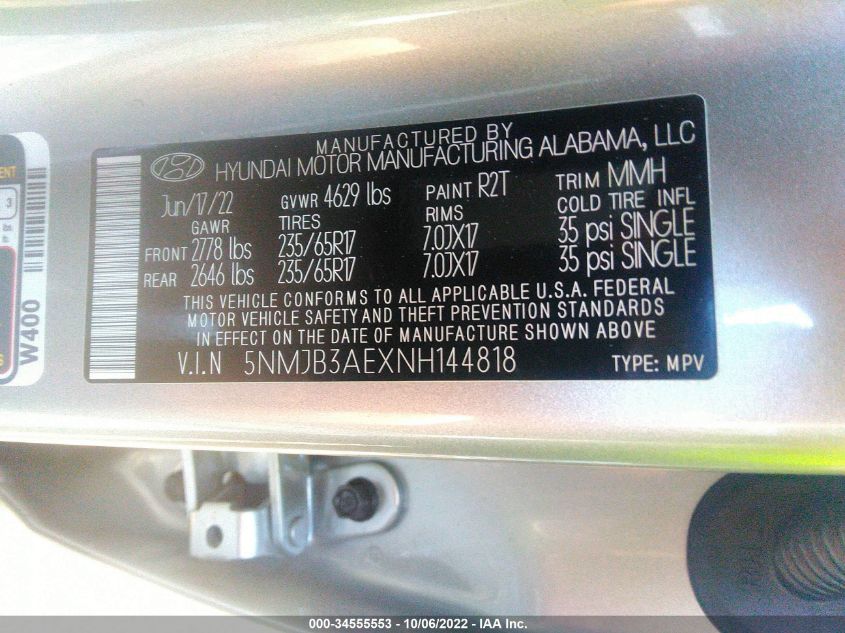 MANUFACTURED BY
HYUNDAI MOTOR MANUFACTURING ALABAMA, LLC
Jun/17/22 GVWR 4629 lbs PAINT R2T TRIM MMH
GAWR TIRES RIMS COLD TIRE INFL
FRONT 2778 lbs 235/65R17 7.0JX17 35 psi SINGLE
REAR 2646 lbs 235/65R17 7.0JX17 35 psi SINGLE
THIS VEHICLE CONFORMS TO ALL APPLICABLE U.S.A. FEDERAL
MOTOR VEHICLE SAFETY AND THEFT PREVENTION STANDARDS
IN EFFECT ON THE DATE OF MANUFACTURE SHOWN ABOVE
V.I.N 5NMJB3AEXNH144818 TYPE: MPV
3
lbs
W400
000-34555553 - 10/06/2022 - IAA Inc.